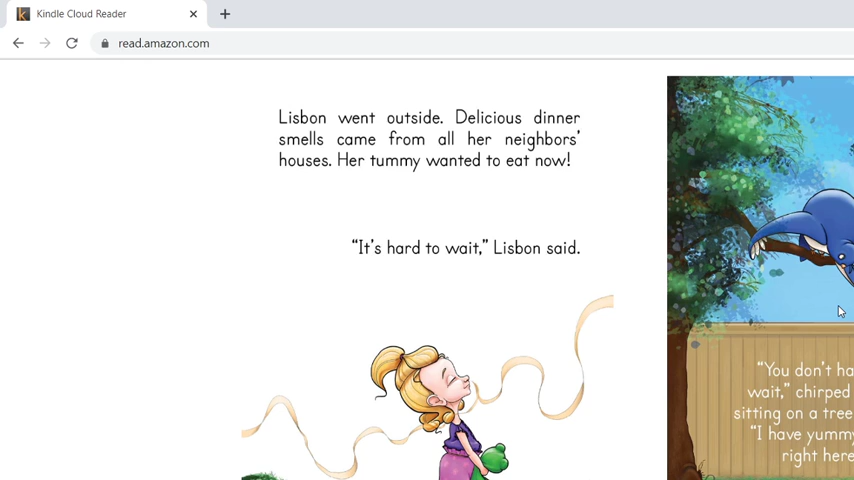 Kindle Cloud Reader
read.amazon.com
Lisbon went outside. Delicious dinner
smells came from all her neighbors'
houses. Her tummy wanted to eat now!
“It's hard to wait,” Lisbon said.
“You don't ha
wait,” chirped
sitting on a tree
“I have yummy
right here